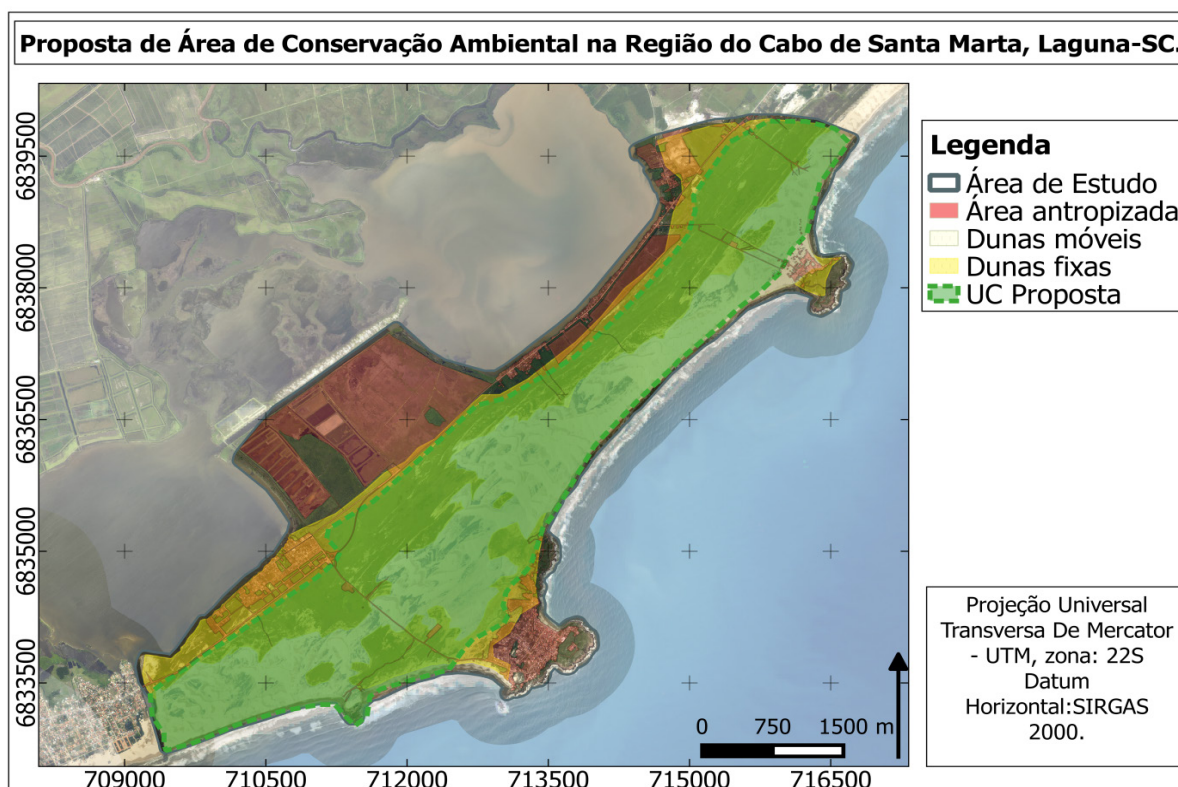 Proposta de Área de Conservação Ambiental na Região do Cabo de Santa Marta, Laguna-SC.
Legenda
Área de Estudo
Área antropizada
Dunas móveis
Dunas fixas
UC Proposta
6839500
6838000
6836500
6835000
6833500
709000
710500
712000
713500
715000
716500
0 750 1500 m
Projeção Universal
Transversa De Mercator
- UTM, zona: 22S
Datum
Horizontal:SIRGAS
2000.